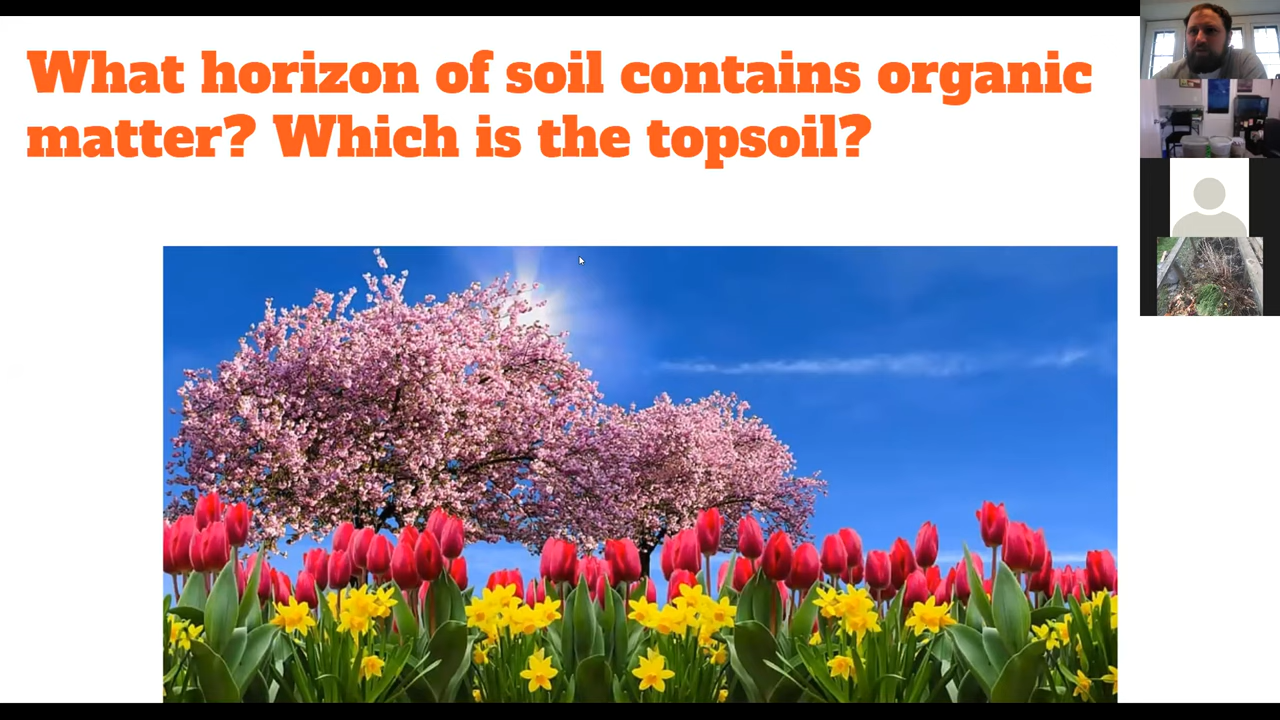 What horizon of soil contains organic
matter? Which is the topsoil?